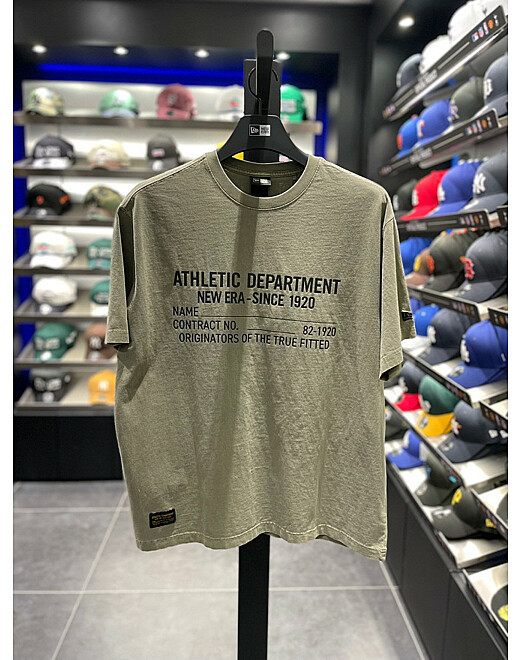 ATHLETIC DEPARTMENT
NEW ERA-SINCE 1920
NAME
CONTRACT NO. 82-1920
ORIGINATORS OF THE TRUE FITTED